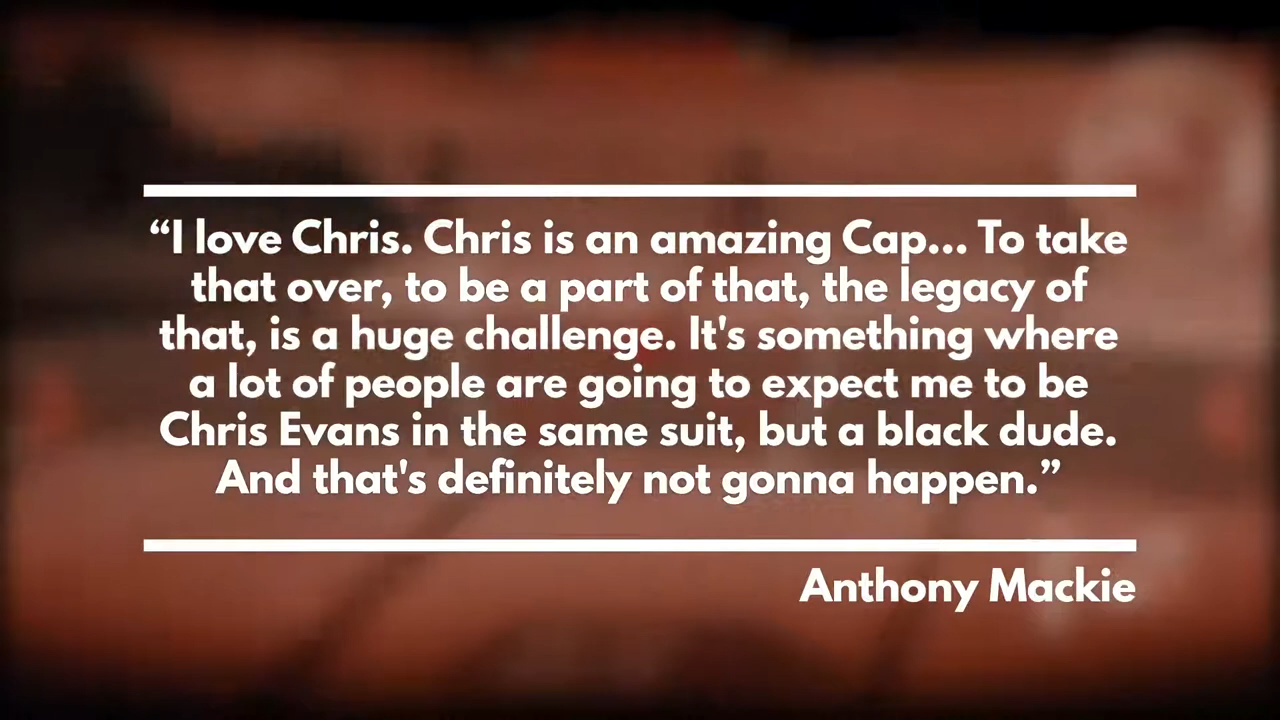 “I love Chris. Chris is an amazing Cap... To take
that over, to be a part of that, the legacy of
that, is a huge challenge. It's something where
a lot of people are going to expect me to be
Chris Evans in the same suit, but a black dude.
And that's definitely not gonna happen.”
Anthony Mackie